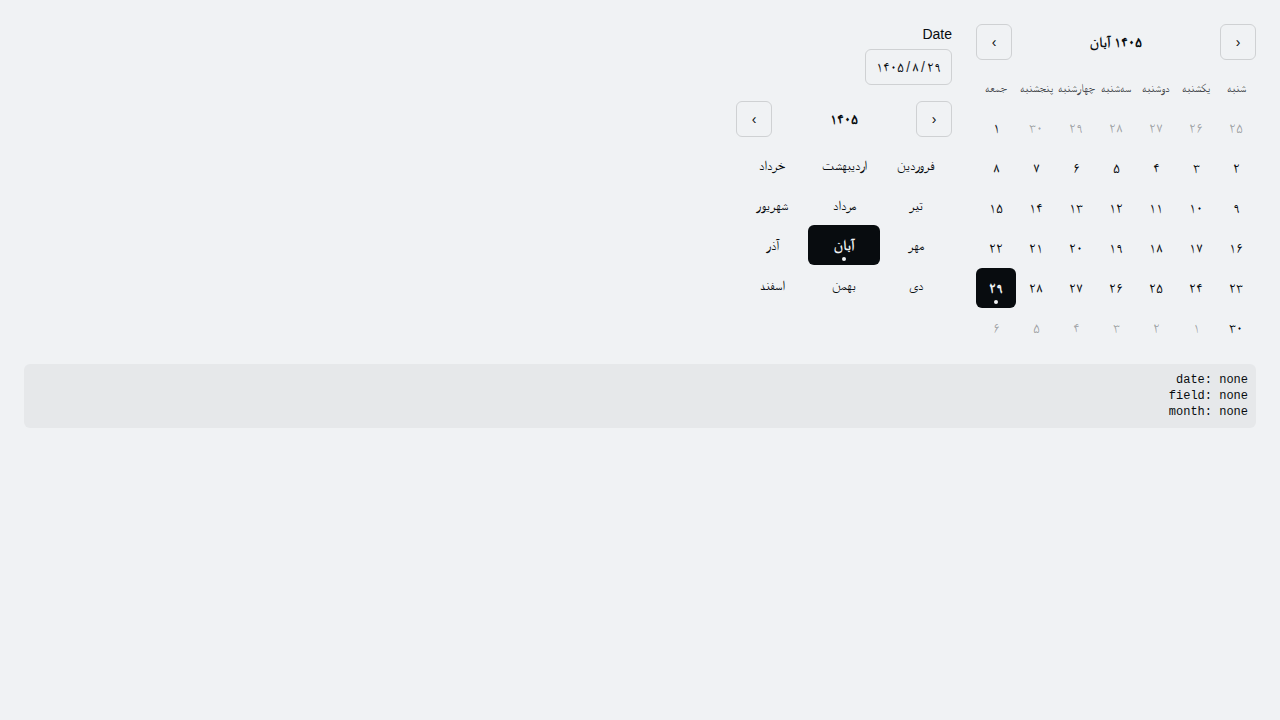 › آبان ۱۴۰۵ ‹
شنبه یکشنبه دوشنبه سه‌شنبه چهارشنبه پنجشنبه جمعه
۲۵ ۲۶ ۲۷ ۲۸ ۲۹ ۳۰ ۱
۲ ۳ ۴ ۵ ۶ ۷ ۸
۹ ۱۰ ۱۱ ۱۲ ۱۳ ۱۴ ۱۵
۱۶ ۱۷ ۱۸ ۱۹ ۲۰ ۲۱ ۲۲
۲۳ ۲۴ ۲۵ ۲۶ ۲۷ ۲۸ ۲۹
۳۰ ۱ ۲ ۳ ۴ ۵ ۶
Date
۱۴۰۵/۸/۲۹
› ۱۴۰۵ ‹
فروردین اردیبهشت خرداد
تیر مرداد شهریور
مهر آبان آذر
دی بهمن اسفند
date: none
field: none
month: none